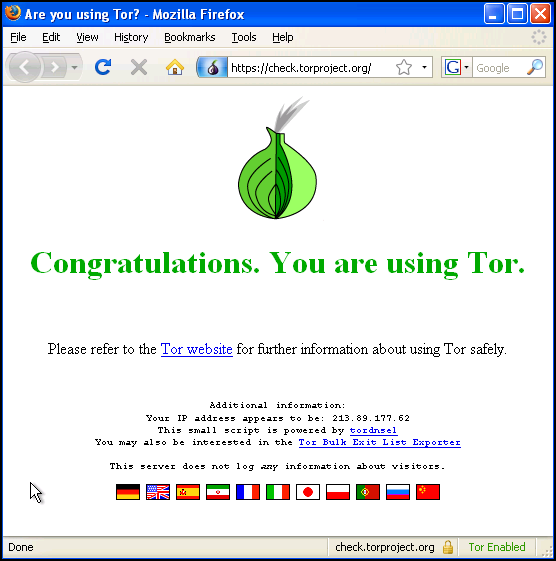 Are you using Tor? - Mozilla Firefox
File Edit View History Bookmarks Tools Help
https://check.torproject.org/
G Google
Congratulations. You are using Tor.
Please refer to the Tor website for further information about using Tor safely.
Additional information:
Your IP address appears to be: 213.89.177.62
This small script is powered by tordnsel
You may also be interested in the Tor Bulk Exit List Exporter
This server does not log any information about visitors.
Done check.torproject.org Tor Enabled